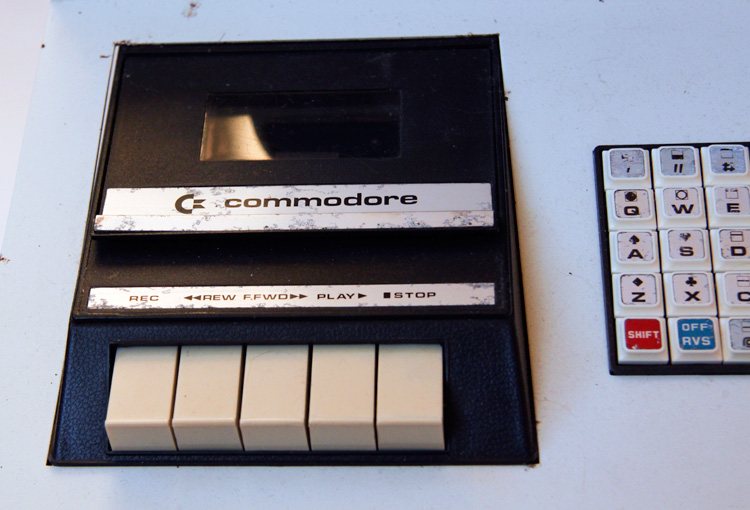 commodore
REC ◀◀REW F.FWD▶▶ PLAY▶ ■STOP
! " #
Q W E
A S D
Z X C
SHIFT OFF RVS @